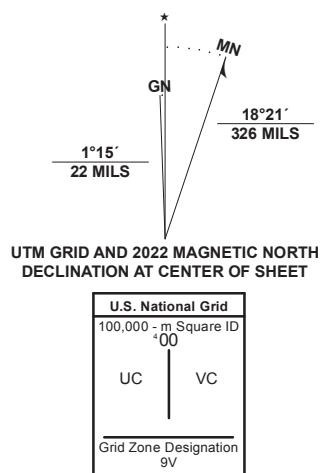 ★
MN
GN
18°21´
326 MILS
1°15´
22 MILS
UTM GRID AND 2022 MAGNETIC NORTH
DECLINATION AT CENTER OF SHEET
U.S. National Grid
100,000 - m Square ID
⁴00
UC VC
Grid Zone Designation
9V